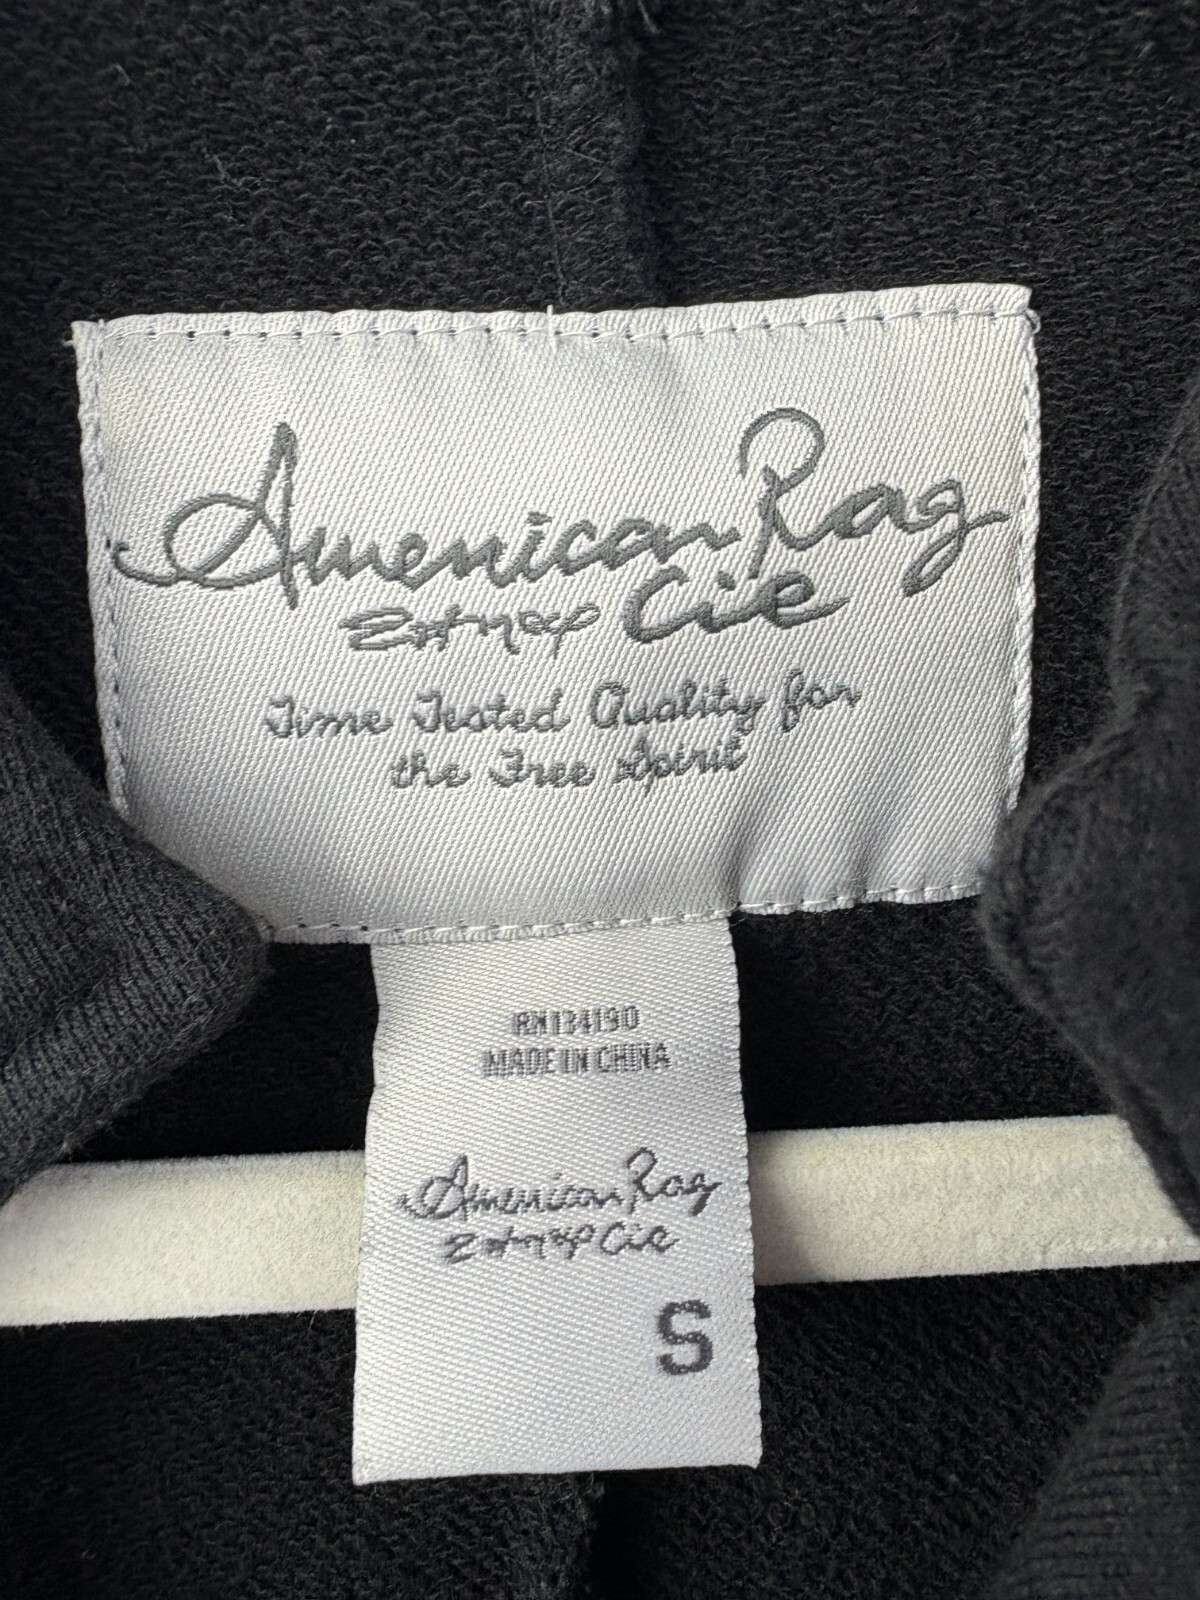 American Rag
Cie
Time Tested Quality for
the Free Spirit
RN134190
MADE IN CHINA
American Rag
Cie
S